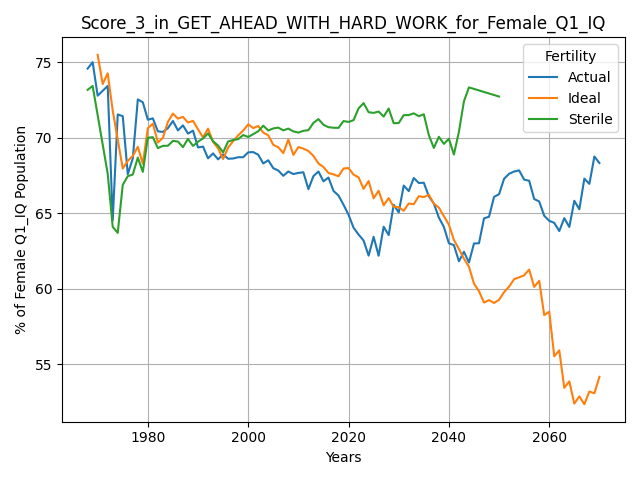 Score_3_in_GET_AHEAD_WITH_HARD_WORK_for_Female_Q1_IQ
Fertility
Actual
Ideal
Sterile
75
70
65
60
55
% of Female Q1_IQ Population
1980
2000
2020
2040
2060
Years